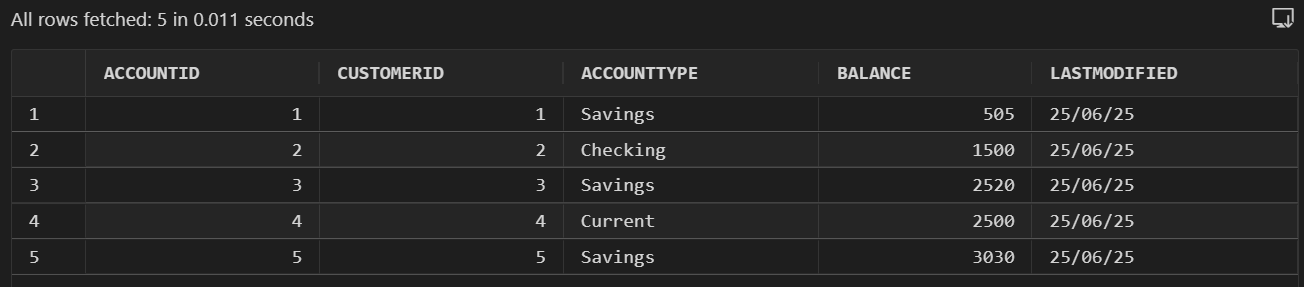 All rows fetched: 5 in 0.011 seconds
ACCOUNTID CUSTOMERID ACCOUNTTYPE BALANCE LASTMODIFIED
1 1 1 Savings 505 25/06/25
2 2 2 Checking 1500 25/06/25
3 3 3 Savings 2520 25/06/25
4 4 4 Current 2500 25/06/25
5 5 5 Savings 3030 25/06/25